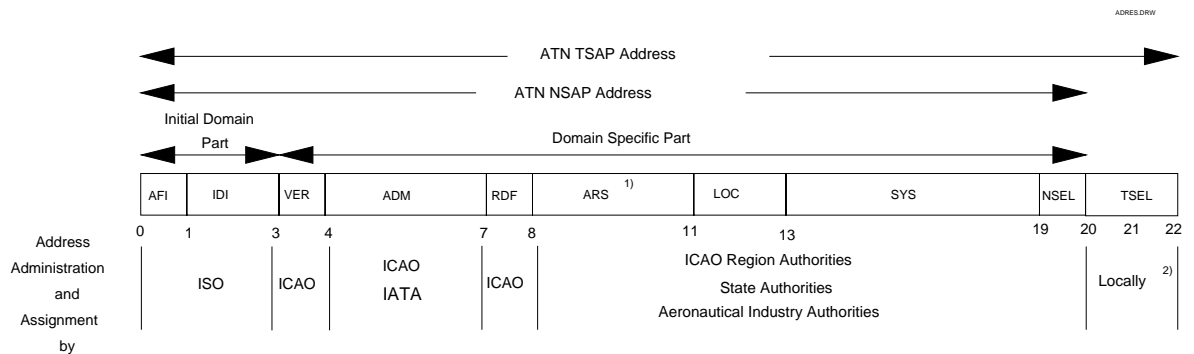 ADRES.DRW
ATN TSAP Address
ATN NSAP Address
Initial Domain
Part
Domain Specific Part
AFI IDI VER ADM RDF ARS 1) LOC SYS NSEL TSEL
0 1 3 4 7 8 11 13 19 20 21 22
Address
Administration
and
Assignment
by
ISO
ICAO
ICAO
IATA
ICAO
ICAO Region Authorities
State Authorities
Aeronautical Industry Authorities
Locally 2)